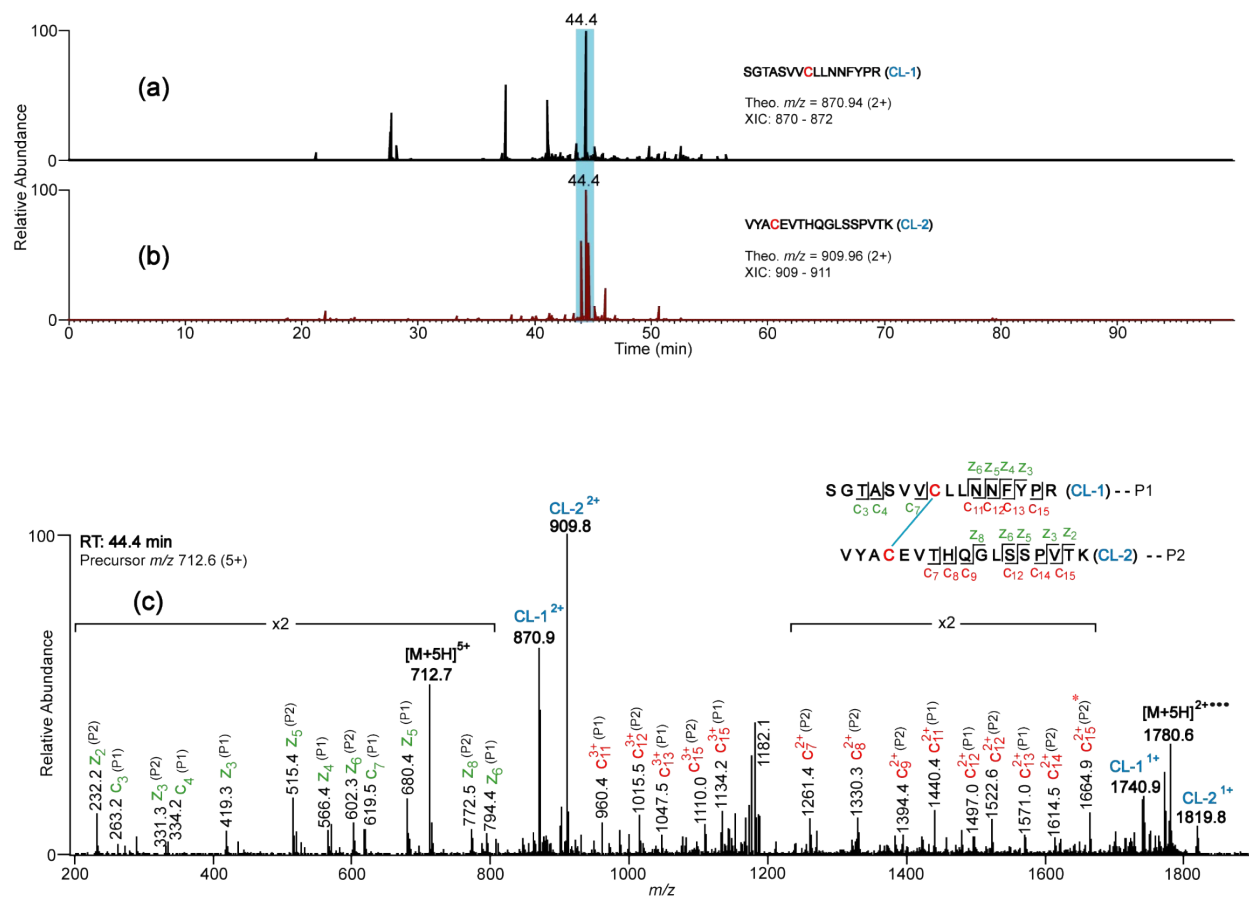 44.4
100
(a)
SGTASVVCLLNNFYPR (CL-1)
Theo. m/z = 870.94 (2+)
XIC: 870 - 872
0
Relative Abundance
44.4
100
(b)
VYACEVTHQGLSSPVTK (CL-2)
Theo. m/z = 909.96 (2+)
XIC: 909 - 911
0
0 10 20 30 40 50 60 70 80 90
Time (min)
Z6 Z5 Z4 Z3
SGTASVVCLLNNFYPR (CL-1) -- P1
C3 C4 C7 C11 C12 C13 C15
Z8 Z6 Z5 Z3 Z2
VYACEVTHQGLSSPVTK (CL-2) -- P2
C7 C8 C9 C12 C14 C15
RT: 44.4 min
Precursor m/z 712.6 (5+)
(c)
x2
x2
100
0
Relative Abundance
CL-2 2+
909.8
CL-1 2+
870.9
[M+5H]5+
712.7
232.2 Z2 (P2)
263.2 C3 (P1)
331.3 Z3 (P2)
334.2 C4 (P1)
419.3 Z3 (P1)
515.4 Z5 (P2)
566.4 Z4 (P1)
602.3 Z6 (P2)
619.5 C7 (P1)
680.4 Z5 (P1)
772.5 Z8 (P2)
794.4 Z6 (P1)
960.4 C11 3+ (P1)
1015.5 C12 3+ (P2)
1047.5 C13 3+ (P1)
1110.0 C15 3+ (P2)
1134.2 C15 3+ (P1)
1182.1
1261.4 C7 2+ (P2)
1330.3 C8 2+ (P2)
1394.4 C9 2+ (P2)
1440.4 C11 2+ (P1)
1497.0 C12 2+ (P1)
1522.6 C12 2+ (P2)
1571.0 C13 2+ (P1)
1614.5 C14 2+ (P2)
1664.9 C15 2+ (P2) *
[M+5H]2+••••
1780.6
CL-1 1+
1740.9
CL-2 1+
1819.8
200 400 600 800 1000 1200 1400 1600 1800
m/z